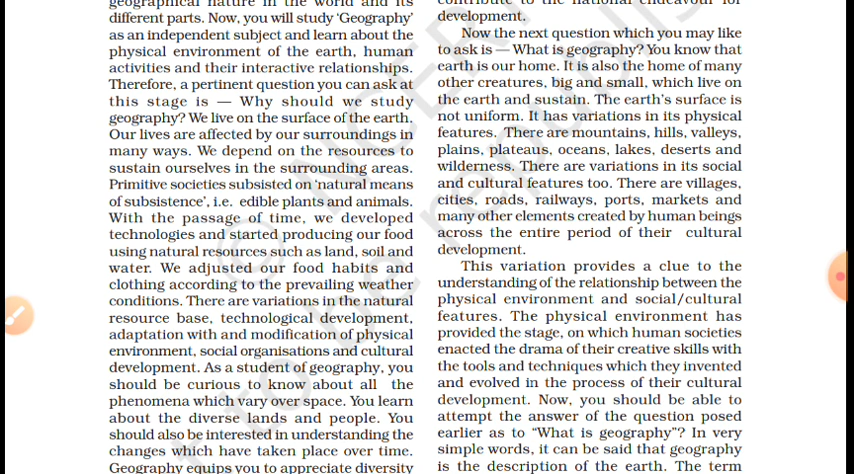 geographical nature in the world and its
different parts. Now, you will study ‘Geography’
as an independent subject and learn about the
physical environment of the earth, human
activities and their interactive relationships.
Therefore, a pertinent question you can ask at
this stage is — Why should we study
geography? We live on the surface of the earth.
Our lives are affected by our surroundings in
many ways. We depend on the resources to
sustain ourselves in the surrounding areas.
Primitive societies subsisted on ‘natural means
of subsistence’, i.e. edible plants and animals.
With the passage of time, we developed
technologies and started producing our food
using natural resources such as land, soil and
water. We adjusted our food habits and
clothing according to the prevailing weather
conditions. There are variations in the natural
resource base, technological development,
adaptation with and modification of physical
environment, social organisations and cultural
development. As a student of geography, you
should be curious to know about all the
phenomena which vary over space. You learn
about the diverse lands and people. You
should also be interested in understanding the
changes which have taken place over time.
Geography equips you to appreciate diversity
contribute to the national endeavour for
development.
Now the next question which you may like
to ask is — What is geography? You know that
earth is our home. It is also the home of many
other creatures, big and small, which live on
the earth and sustain. The earth’s surface is
not uniform. It has variations in its physical
features. There are mountains, hills, valleys,
plains, plateaus, oceans, lakes, deserts and
wilderness. There are variations in its social
and cultural features too. There are villages,
cities, roads, railways, ports, markets and
many other elements created by human beings
across the entire period of their cultural
development.
This variation provides a clue to the
understanding of the relationship between the
physical environment and social/cultural
features. The physical environment has
provided the stage, on which human societies
enacted the drama of their creative skills with
the tools and techniques which they invented
and evolved in the process of their cultural
development. Now, you should be able to
attempt the answer of the question posed
earlier as to “What is geography”? In very
simple words, it can be said that geography
is the description of the earth. The term
© NCERT
t to be republis